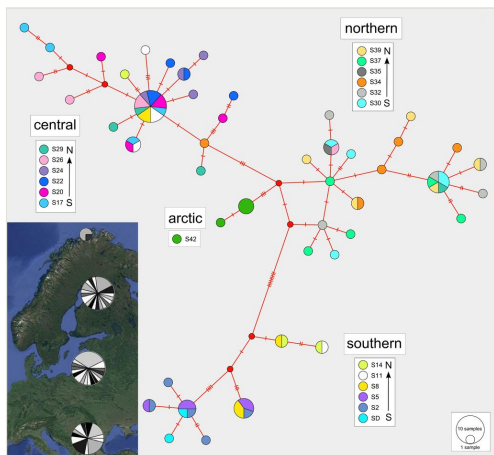 northern
S39 N
S37
S35
S34
S32
S30 S
central
S29 N
S26
S24
S22
S20
S17 S
arctic
S42
southern
S14 N
S11
S8
S5
S2
SD S
10 samples
1 sample